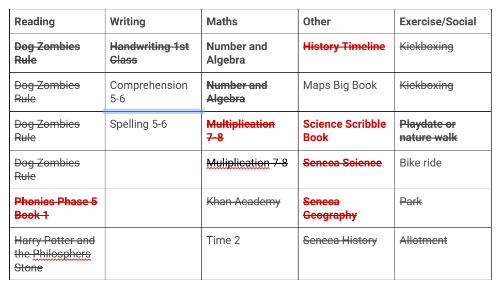 Reading Writing Maths Other Exercise/Social
Dog Zombies Rule Handwriting 1st Class Number and Algebra History Timeline Kickboxing
Dog Zombies Rule Comprehension 5-6 Number and Algebra Maps Big Book Kickboxing
Dog Zombies Rule Spelling 5-6 Multiplication 7-8 Science Scribble Book Playdate or nature walk
Dog Zombies Rule Muliplication 7-8 Seneca Science Bike ride
Phonics Phase 5 Book 1 Khan Academy Seneca Geography Park
Harry Potter and the Philosphers Stone Time 2 Seneca History Allotment